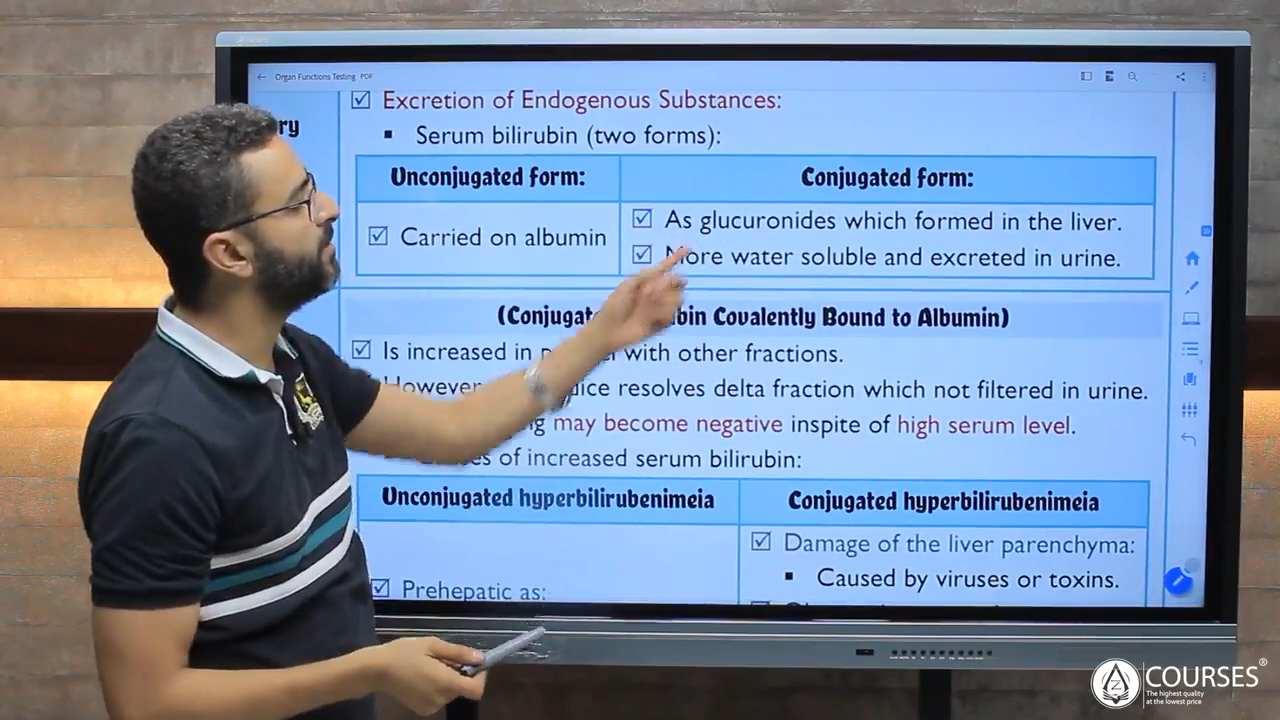 Organ Functions Testing PDF
ry
Excretion of Endogenous Substances:
Serum bilirubin (two forms):
Unconjugated form:
Conjugated form:
Carried on albumin
As glucuronides which formed in the liver.
More water soluble and excreted in urine.
(Conjugate bin Covalently Bound to Albumin)
Is increased in with other fractions.
However dice resolves delta fraction which not filtered in urine.
g may become negative inspite of high serum level.
es of increased serum bilirubin:
Unconjugated hyperbilirubenimeia
Conjugated hyperbilirubenimeia
Damage of the liver parenchyma:
Caused by viruses or toxins.
Prehepatic as:
COURSES®
The highest quality
at the lowest price